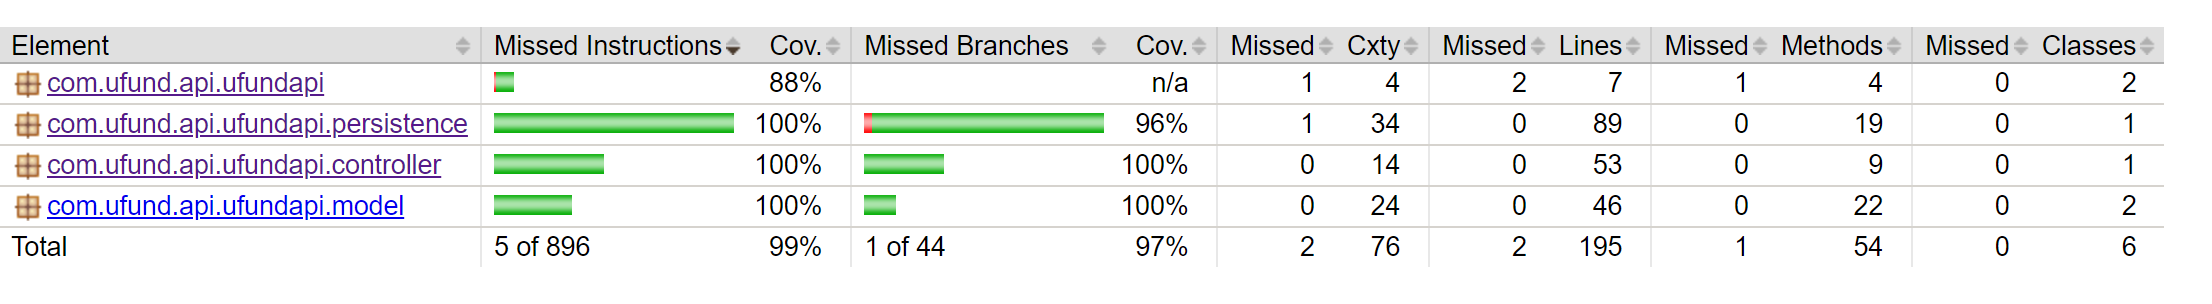 Element Missed Instructions Cov. Missed Branches Cov. Missed Cxty Missed Lines Missed Methods Missed Classes
com.ufund.api.ufundapi 88% n/a 1 4 2 7 1 4 0 2
com.ufund.api.ufundapi.persistence 100% 96% 1 34 0 89 0 19 0 1
com.ufund.api.ufundapi.controller 100% 100% 0 14 0 53 0 9 0 1
com.ufund.api.ufundapi.model 100% 100% 0 24 0 46 0 22 0 2
Total 5 of 896 99% 1 of 44 97% 2 76 2 195 1 54 0 6